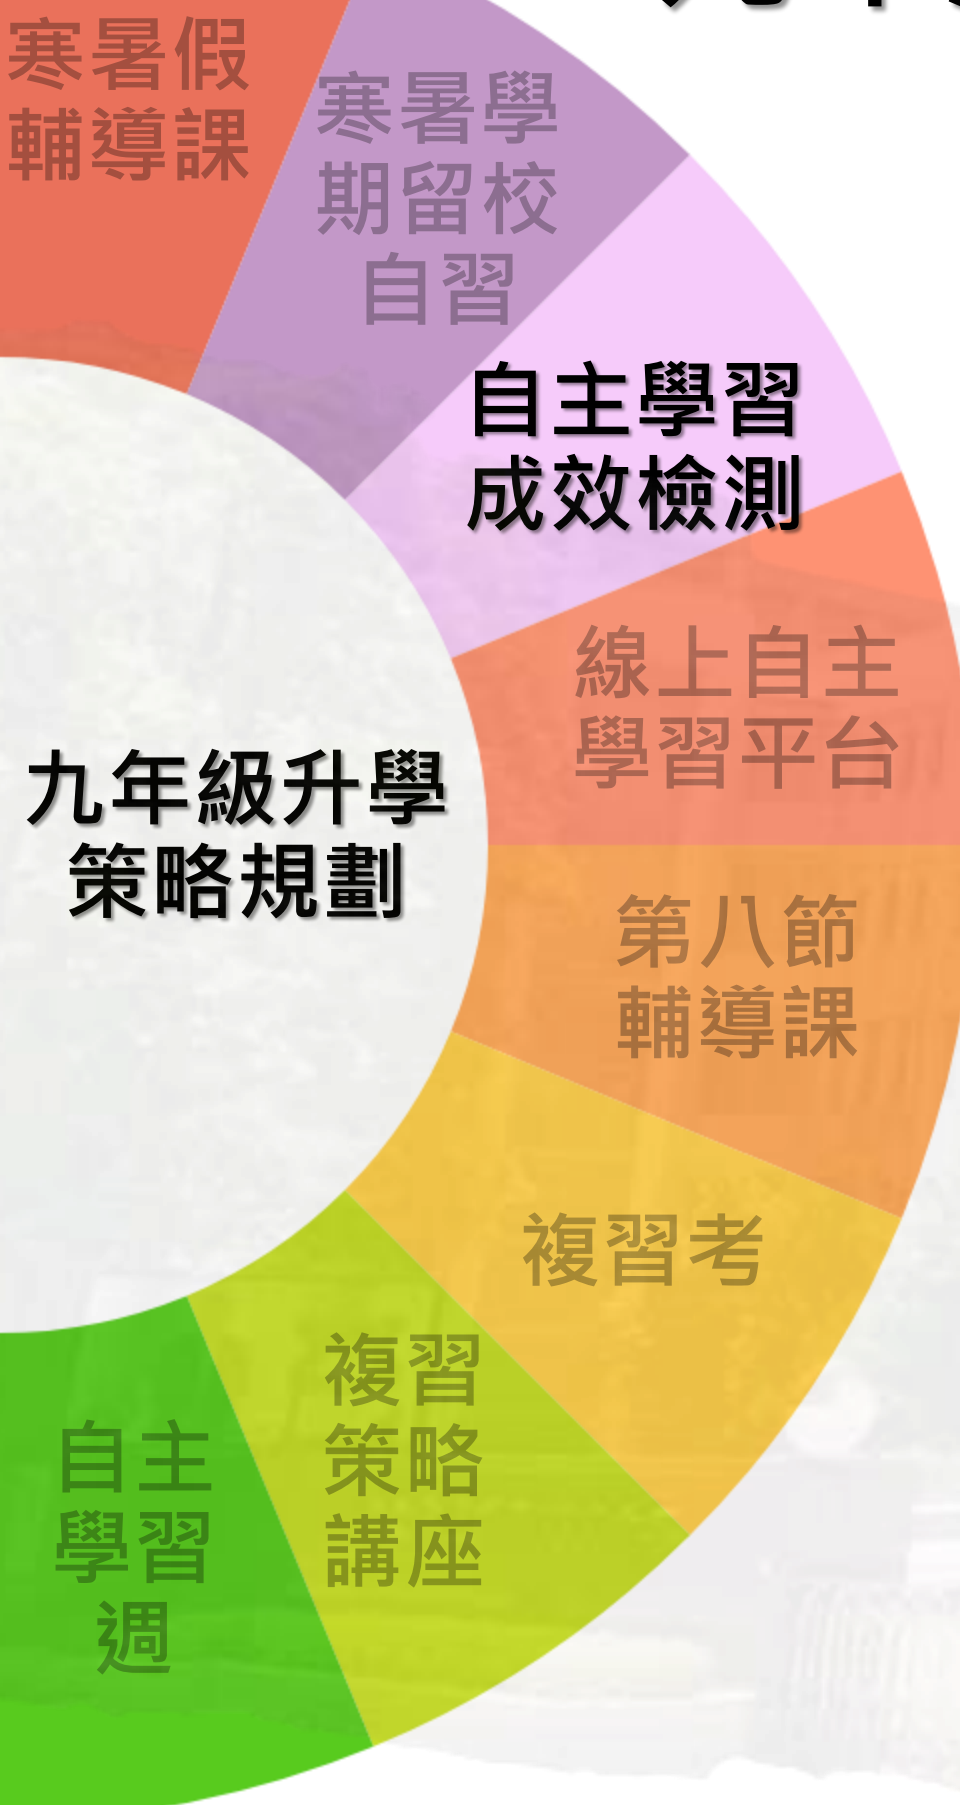 寒暑假
輔導課
寒暑學
期留校
自習
自主學習
成效檢測
線上自主
學習平台
九年級升學
策略規劃
第八節
輔導課
複習考
複習
策略
講座
自主
學習
週